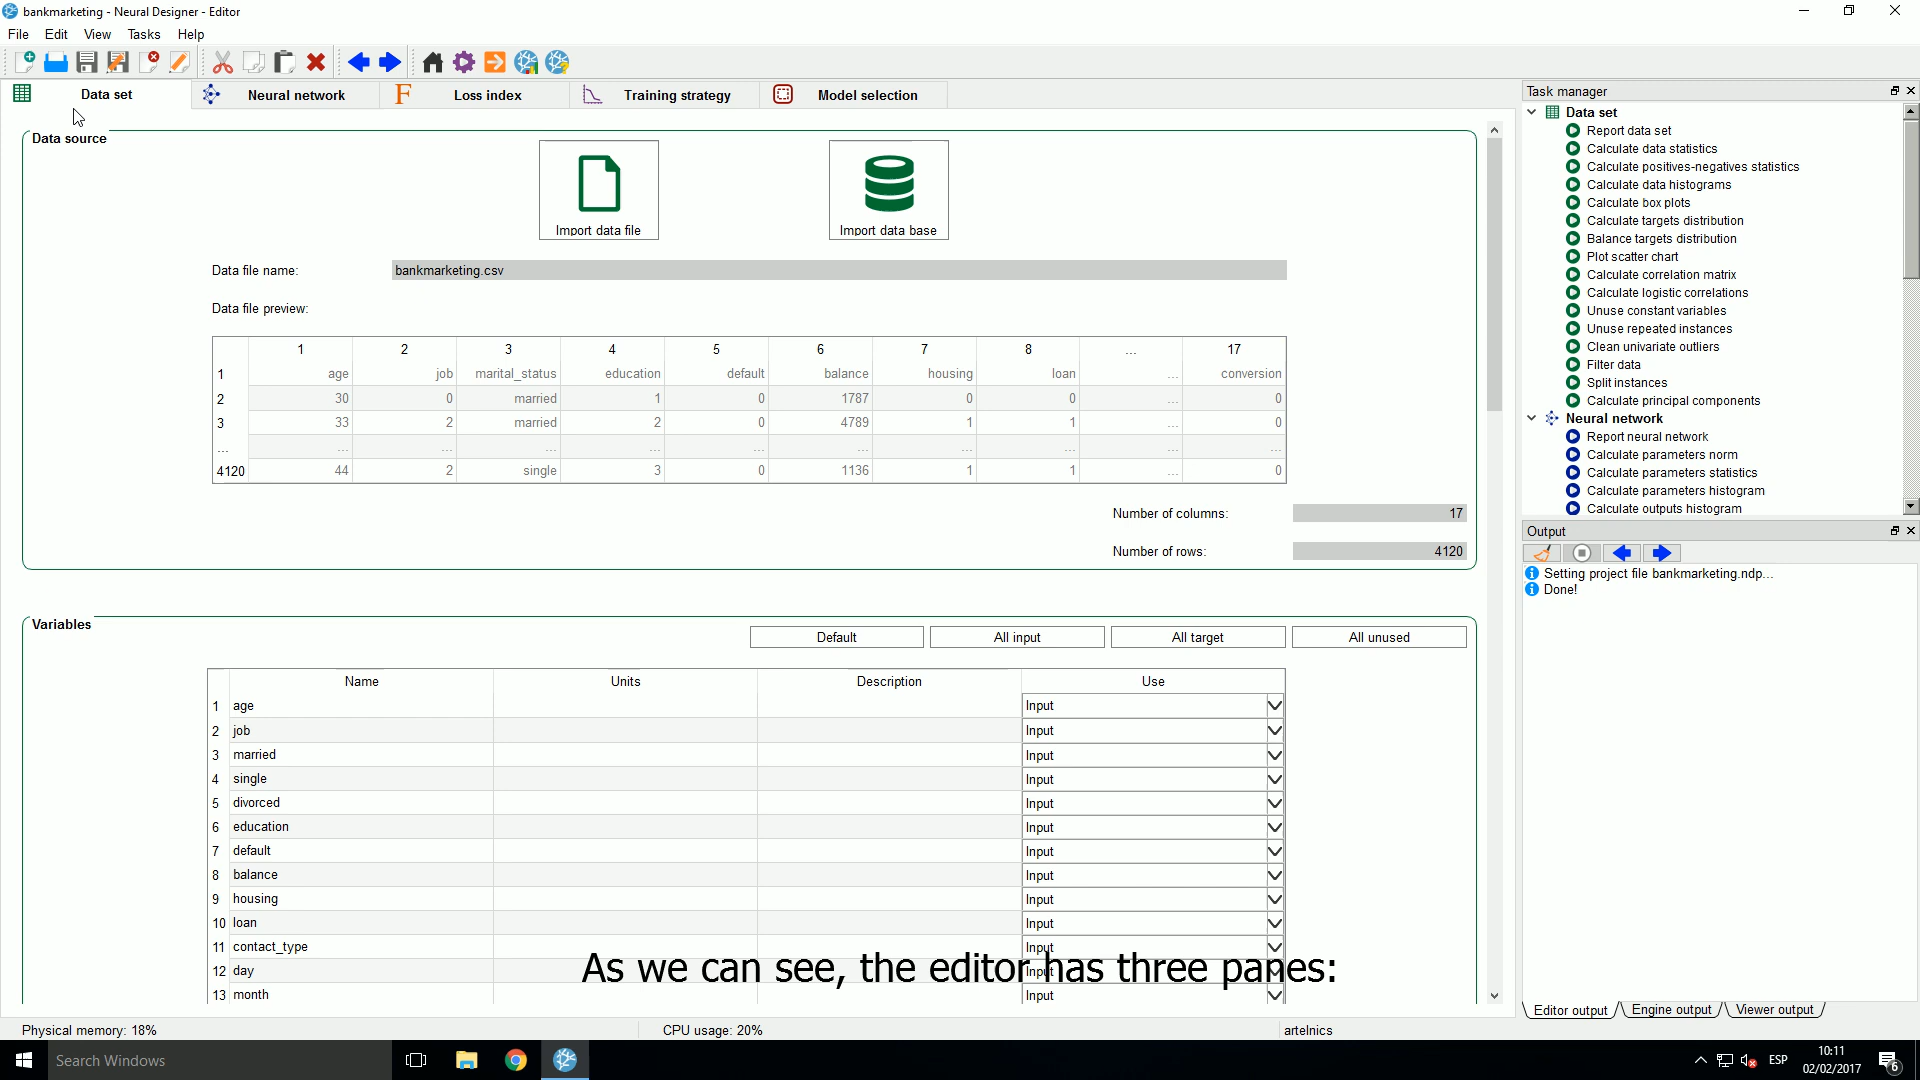 bankmarketing - Neural Designer - Editor
File Edit View Tasks Help
Data set Neural network F Loss index Training strategy Model selection
Data source
Import data file Import data base
Data file name: bankmarketing.csv
Data file preview:
1 2 3 4 5 6 7 8 ... 17
1 age job marital_status education default balance housing loan ... conversion
2 30 0 married 1 0 1787 0 0 ... 0
3 33 2 married 2 0 4789 1 1 ... 0
... ... ... ... ... ... ... ... ... ... ...
4120 44 2 single 3 0 1136 1 1 ... 0
Number of columns: 17
Number of rows: 4120
Variables
Default All input All target All unused
Name Units Description Use
1 age Input
2 job Input
3 married Input
4 single Input
5 divorced Input
6 education Input
7 default Input
8 balance Input
9 housing Input
10 loan Input
11 contact_type Input
12 day Input
13 month Input
As we can see, the editor has three panes:
Task manager
Data set
Report data set
Calculate data statistics
Calculate positives-negatives statistics
Calculate data histograms
Calculate box plots
Calculate targets distribution
Balance targets distribution
Plot scatter chart
Calculate correlation matrix
Calculate logistic correlations
Unuse constant variables
Unuse repeated instances
Clean univariate outliers
Filter data
Split instances
Calculate principal components
Neural network
Report neural network
Calculate parameters norm
Calculate parameters statistics
Calculate parameters histogram
Calculate outputs histogram
Output
Setting project file bankmarketing.ndp...
Done!
Editor output Engine output Viewer output
Physical memory: 18% CPU usage: 20% artelnics
Search Windows
ESP 10:11
02/02/2017
6